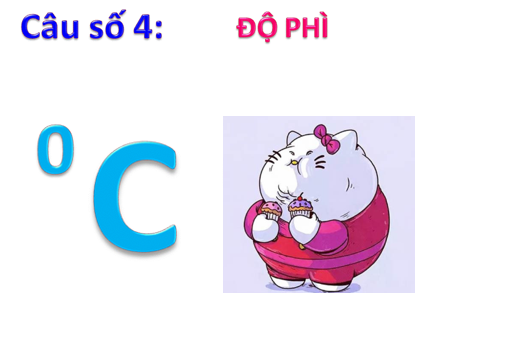 Câu số 4:
ĐỘ PHÌ
0C